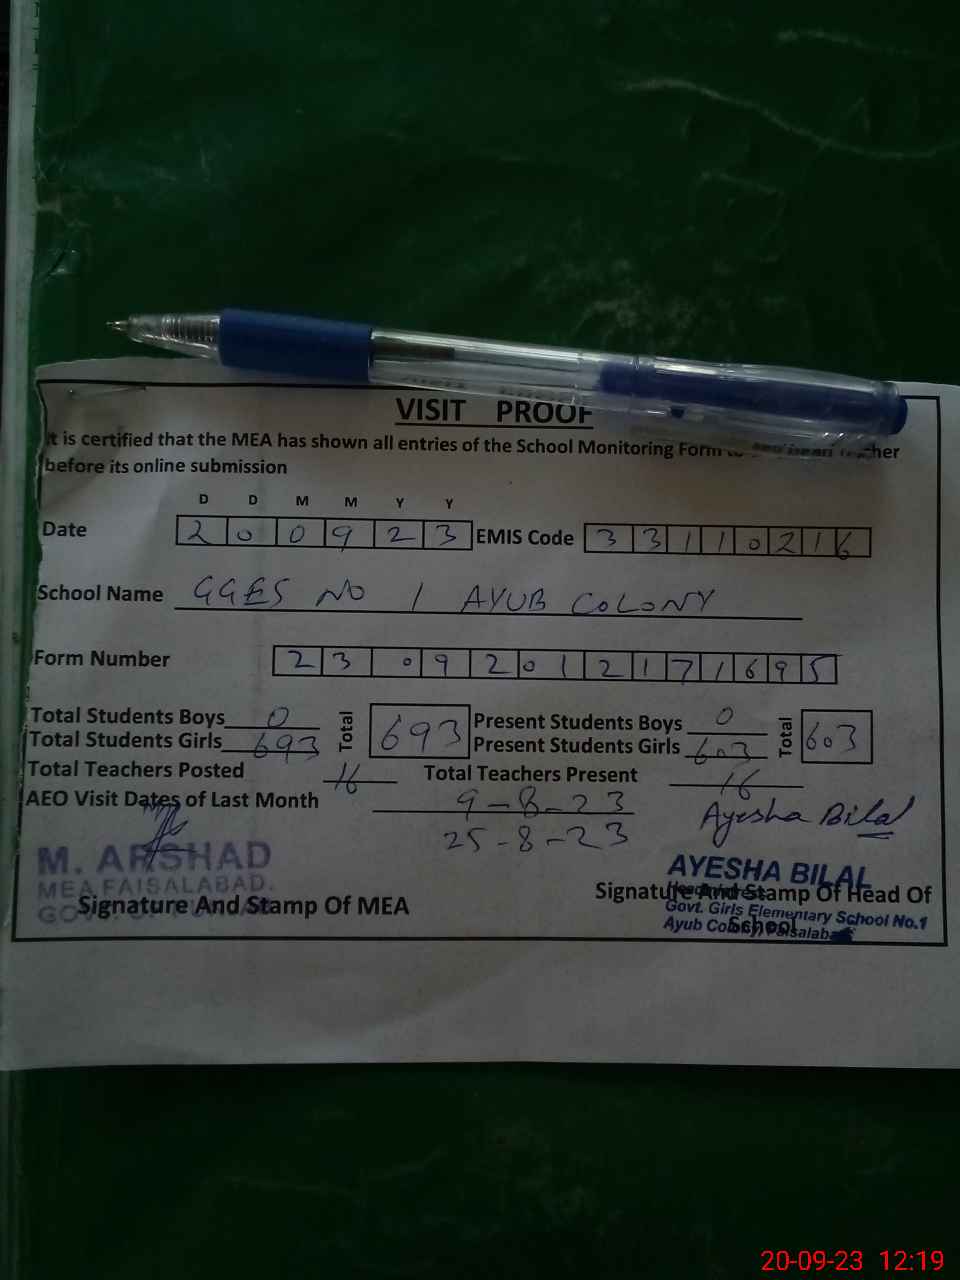 VISIT PROOF
It is certified that the MEA has shown all entries of the School Monitoring Form to
before its online submission
D D M M Y Y
Date 2 0 0 9 2 3 EMIS Code 3 3 1 1 0 2 1 6
School Name GGES NO 1 AYUB COLONY
Form Number 2 3 0 9 2 0 1 2 1 7 1 6 9 5
Total Students Boys 0 Total 693 Present Students Boys 0 Total 603
Total Students Girls 693 Present Students Girls 603
Total Teachers Posted 16 Total Teachers Present 16
AEO Visit Dates of Last Month 9-8-23
25-8-23
Ayesha Bilal
M. ARSHAD
MEA FAISALABAD.
Signature And Stamp Of MEA
AYESHA BILAL
Signature And Stamp Of Head Of
School
Govt. Girls Elementary School No.1
Ayub Colony, Faisalabad
20-09-23 12:19